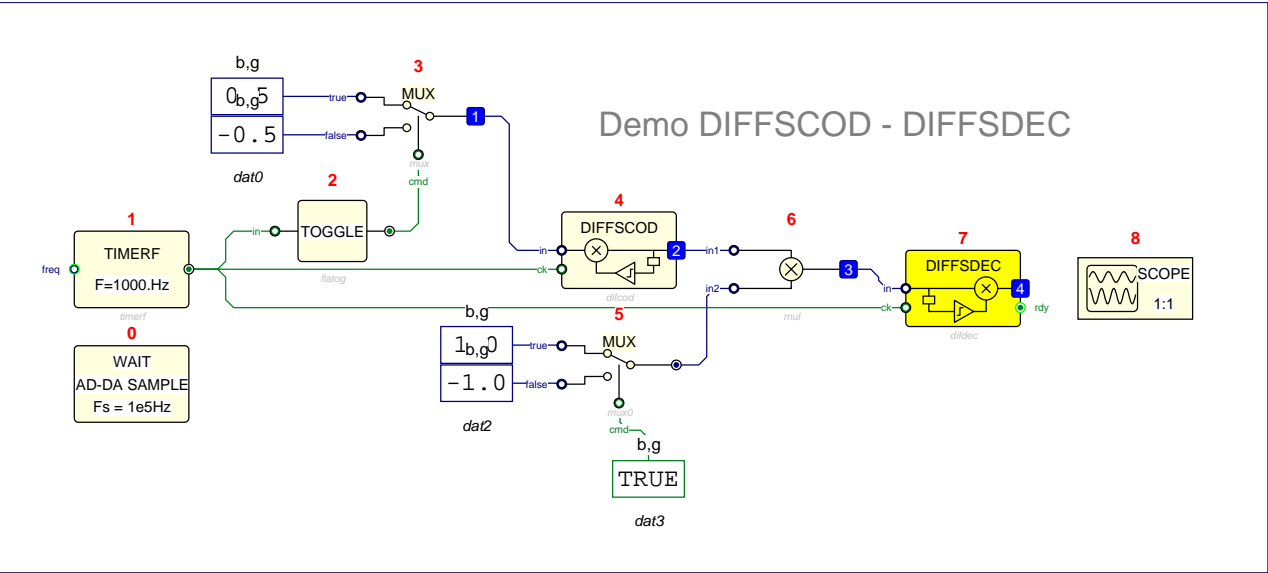 b,g
3
0b,g5
true
MUX
1
-0.5
false
dat0
mux
cmd
Demo DIFFSCOD - DIFFSDEC
2
in
TOGGLE
flatog
1
TIMERF
F=1000.Hz
freq
timerf
0
WAIT
AD-DA SAMPLE
Fs = 1e5Hz
4
DIFFSCOD
in
2
ck
difcod
6
in1
in2
3
mul
7
DIFFSDEC
in
4
ck
rdy
difdec
8
SCOPE
1:1
b,g
5
1b,g0
true
MUX
-1.0
false
dat2
mux0
cmd
b,g
TRUE
dat3